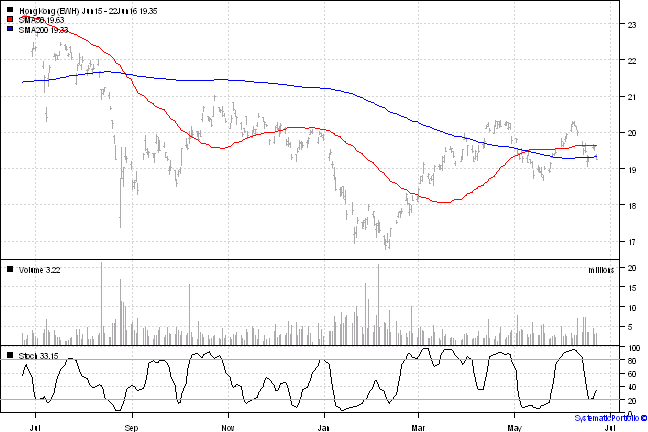 Hong Kong (EWH) Jun15 - 22Jun16 19.35
SMA50 19.63
SMA200 19.33
23
22
21
20
19
18
17
Volume 3.22
millions
20
15
10
5
Stoch 33.15
100
80
60
40
20
0
Jul
Sep
Nov
Jan
Mar
May
Jul
SystematicPortfolio ©